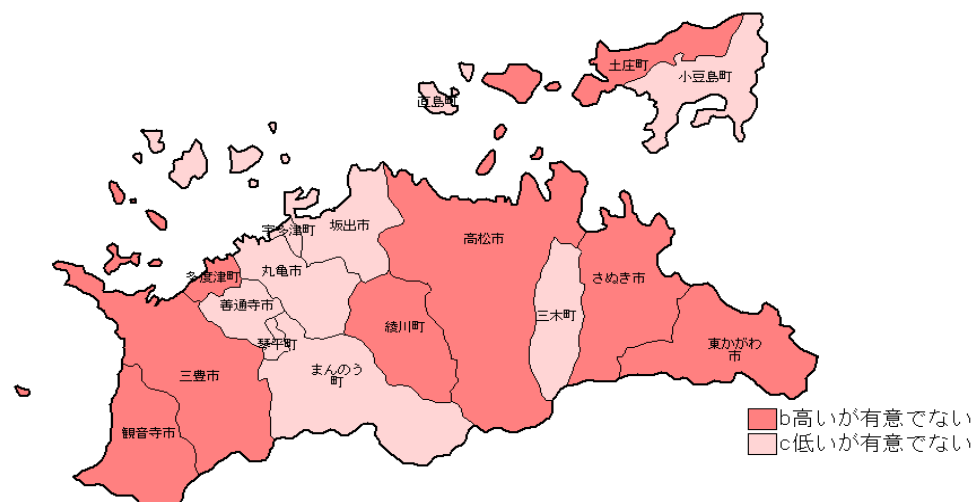 土庄町
小豆島町
直島町
坂出市
宇多津町
高松市
丸亀市
多度津町
さぬき市
善通寺市
三木町
綾川町
琴平町
東かがわ
市
まんのう
町
三豊市
観音寺市
b高いが有意でない
c低いが有意でない